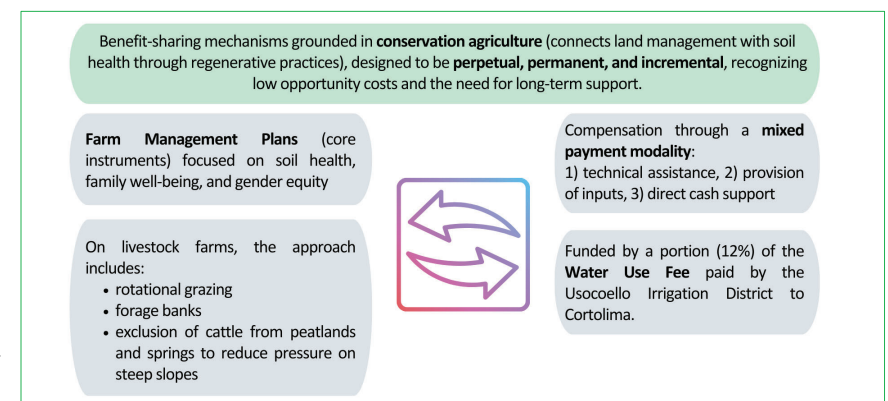 Benefit-sharing mechanisms grounded in conservation agriculture (connects land management with soil
health through regenerative practices), designed to be perpetual, permanent, and incremental, recognizing
low opportunity costs and the need for long-term support.
Farm Management Plans (core
instruments) focused on soil health,
family well-being, and gender equity
On livestock farms, the approach
includes:
• rotational grazing
• forage banks
• exclusion of cattle from peatlands
and springs to reduce pressure on
steep slopes
Compensation through a mixed
payment modality:
1) technical assistance, 2) provision
of inputs, 3) direct cash support
Funded by a portion (12%) of the
Water Use Fee paid by the
Usocoello Irrigation District to
Cortolima.